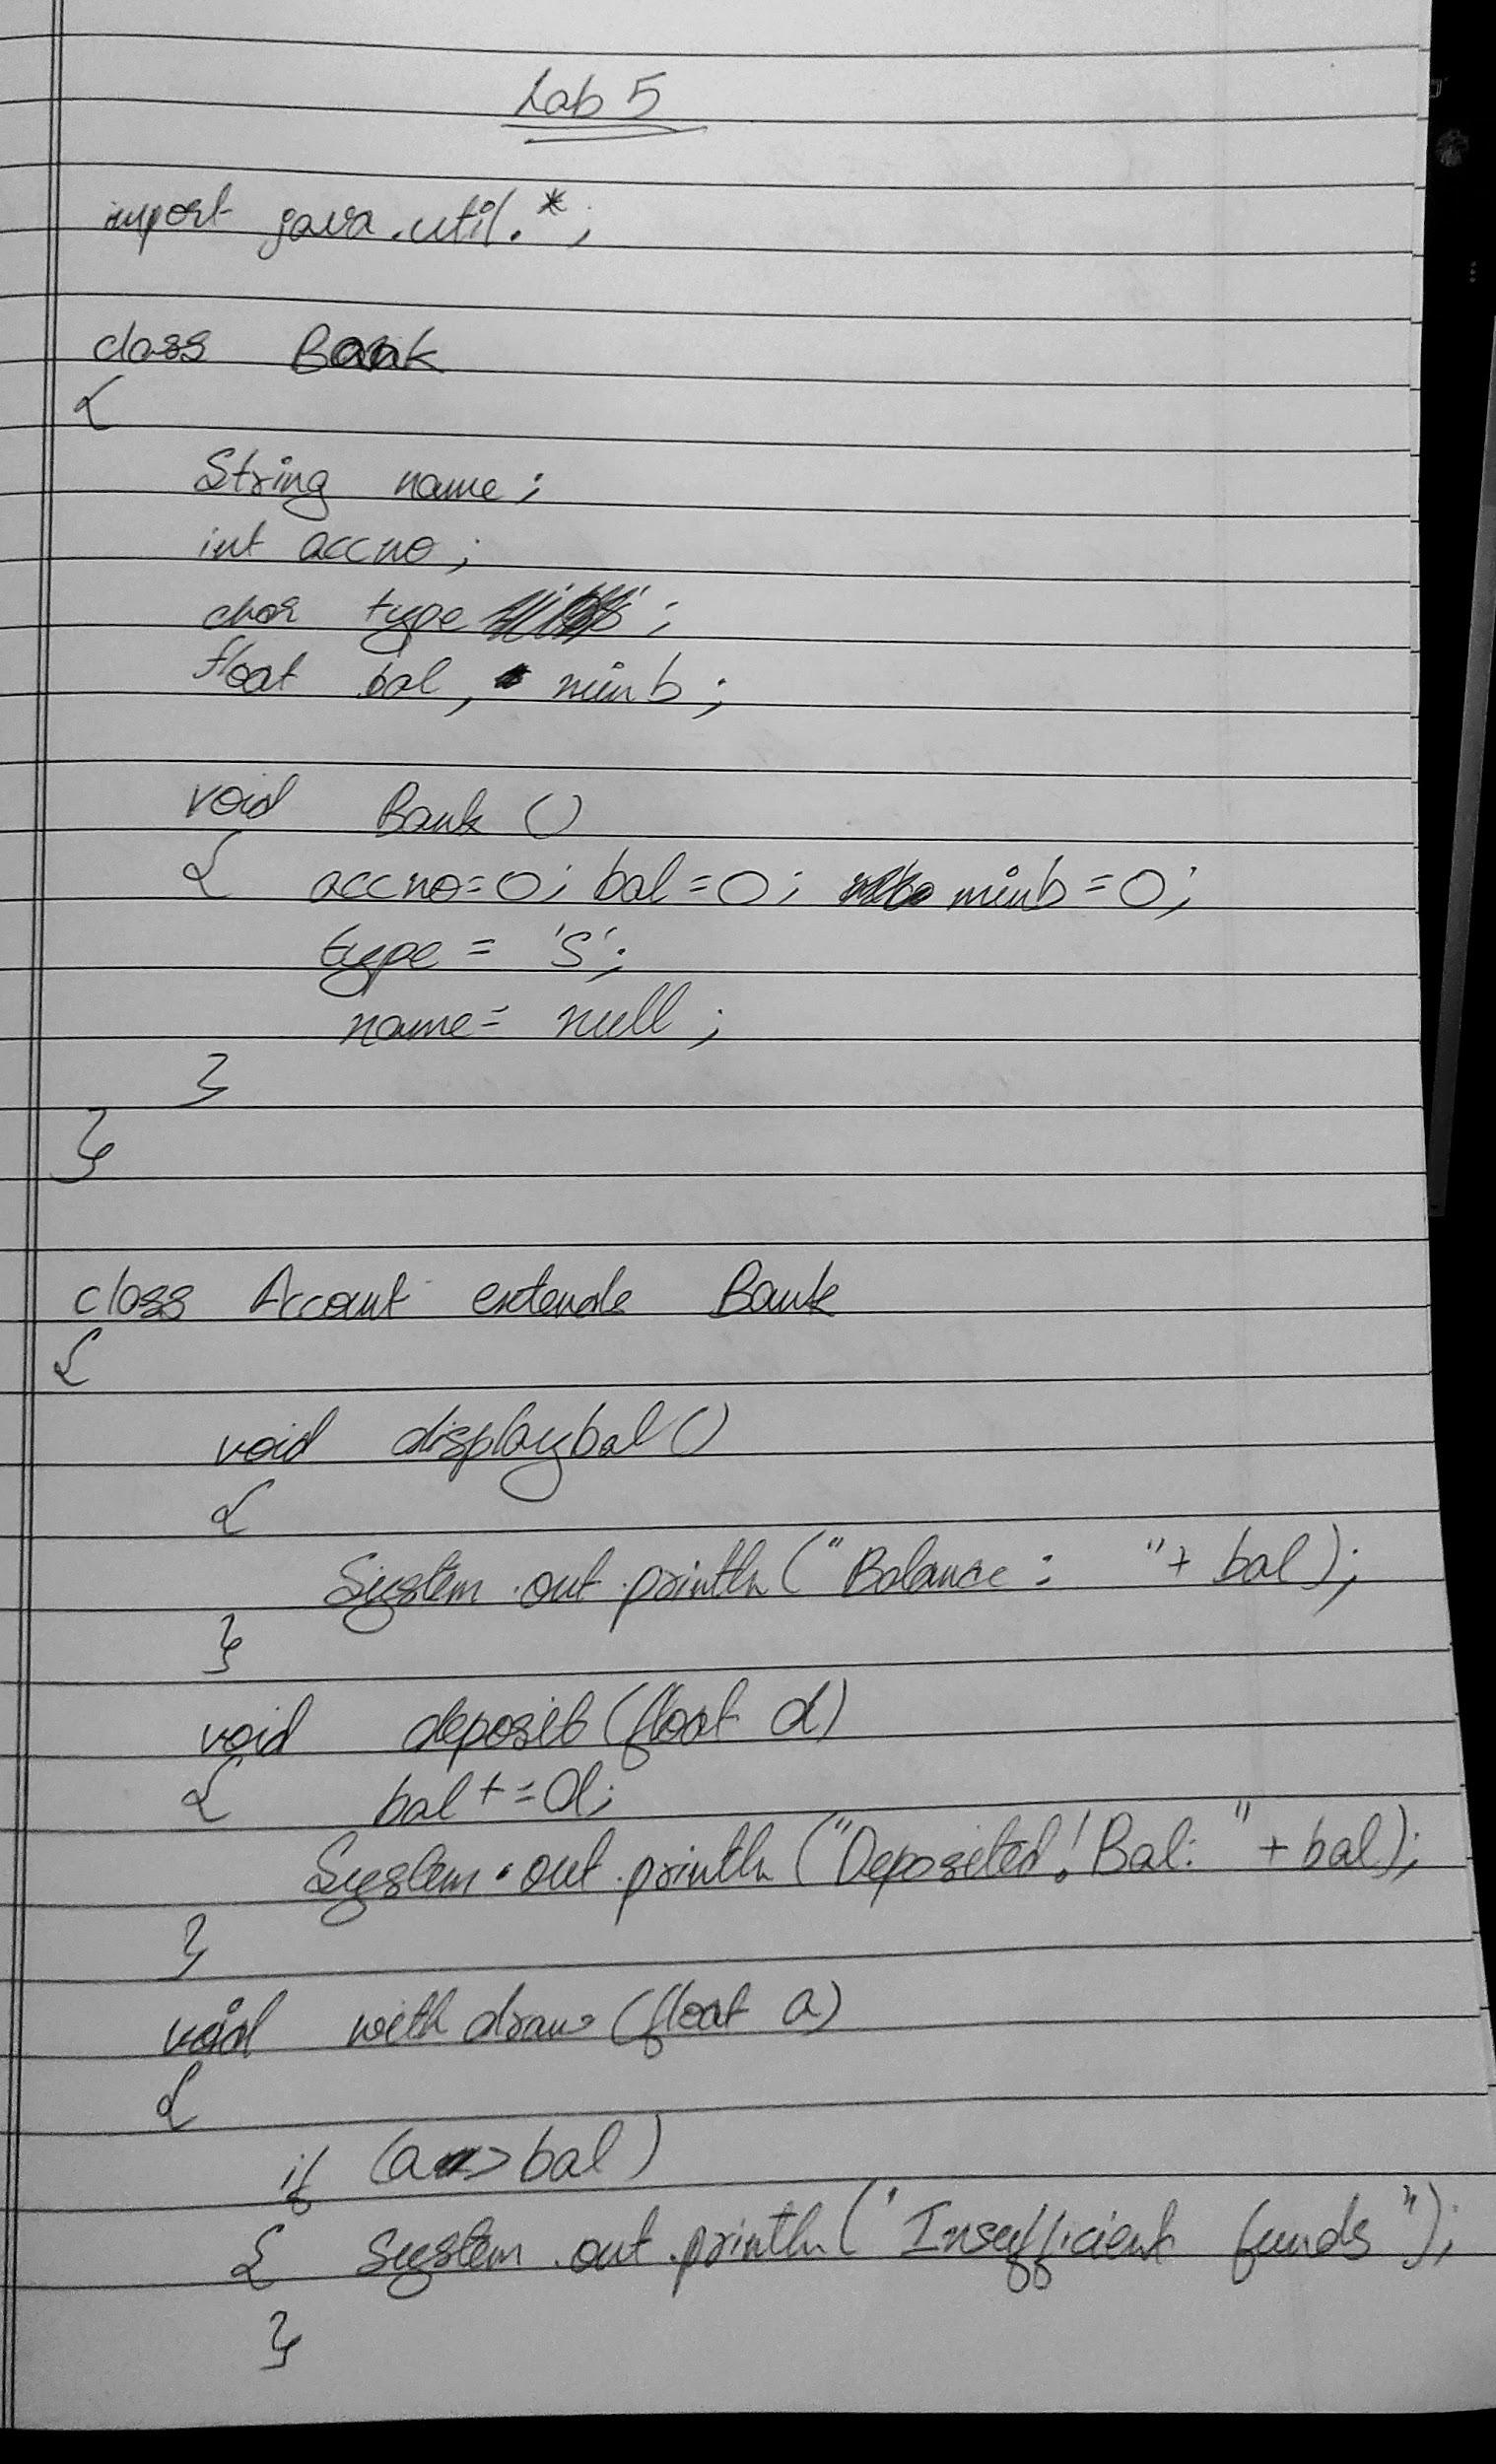 Lab 5
import java.util.*;
class Bank
{
String name;
int accno;
char type ;
float bal, minb;
void Bank ()
{ accno=0; bal=0; minb=0;
type = 'S';
name= null;
}
}
class Account extends Bank
{
void displaybal()
{
System.out.println("Balance: "+ bal);
}
void deposit(float d)
{ bal+=d;
System.out.println("Deposited! Bal: " + bal);
}
void withdraw(float a)
{
if (a>bal)
{ System.out.println("Insufficient funds");
}